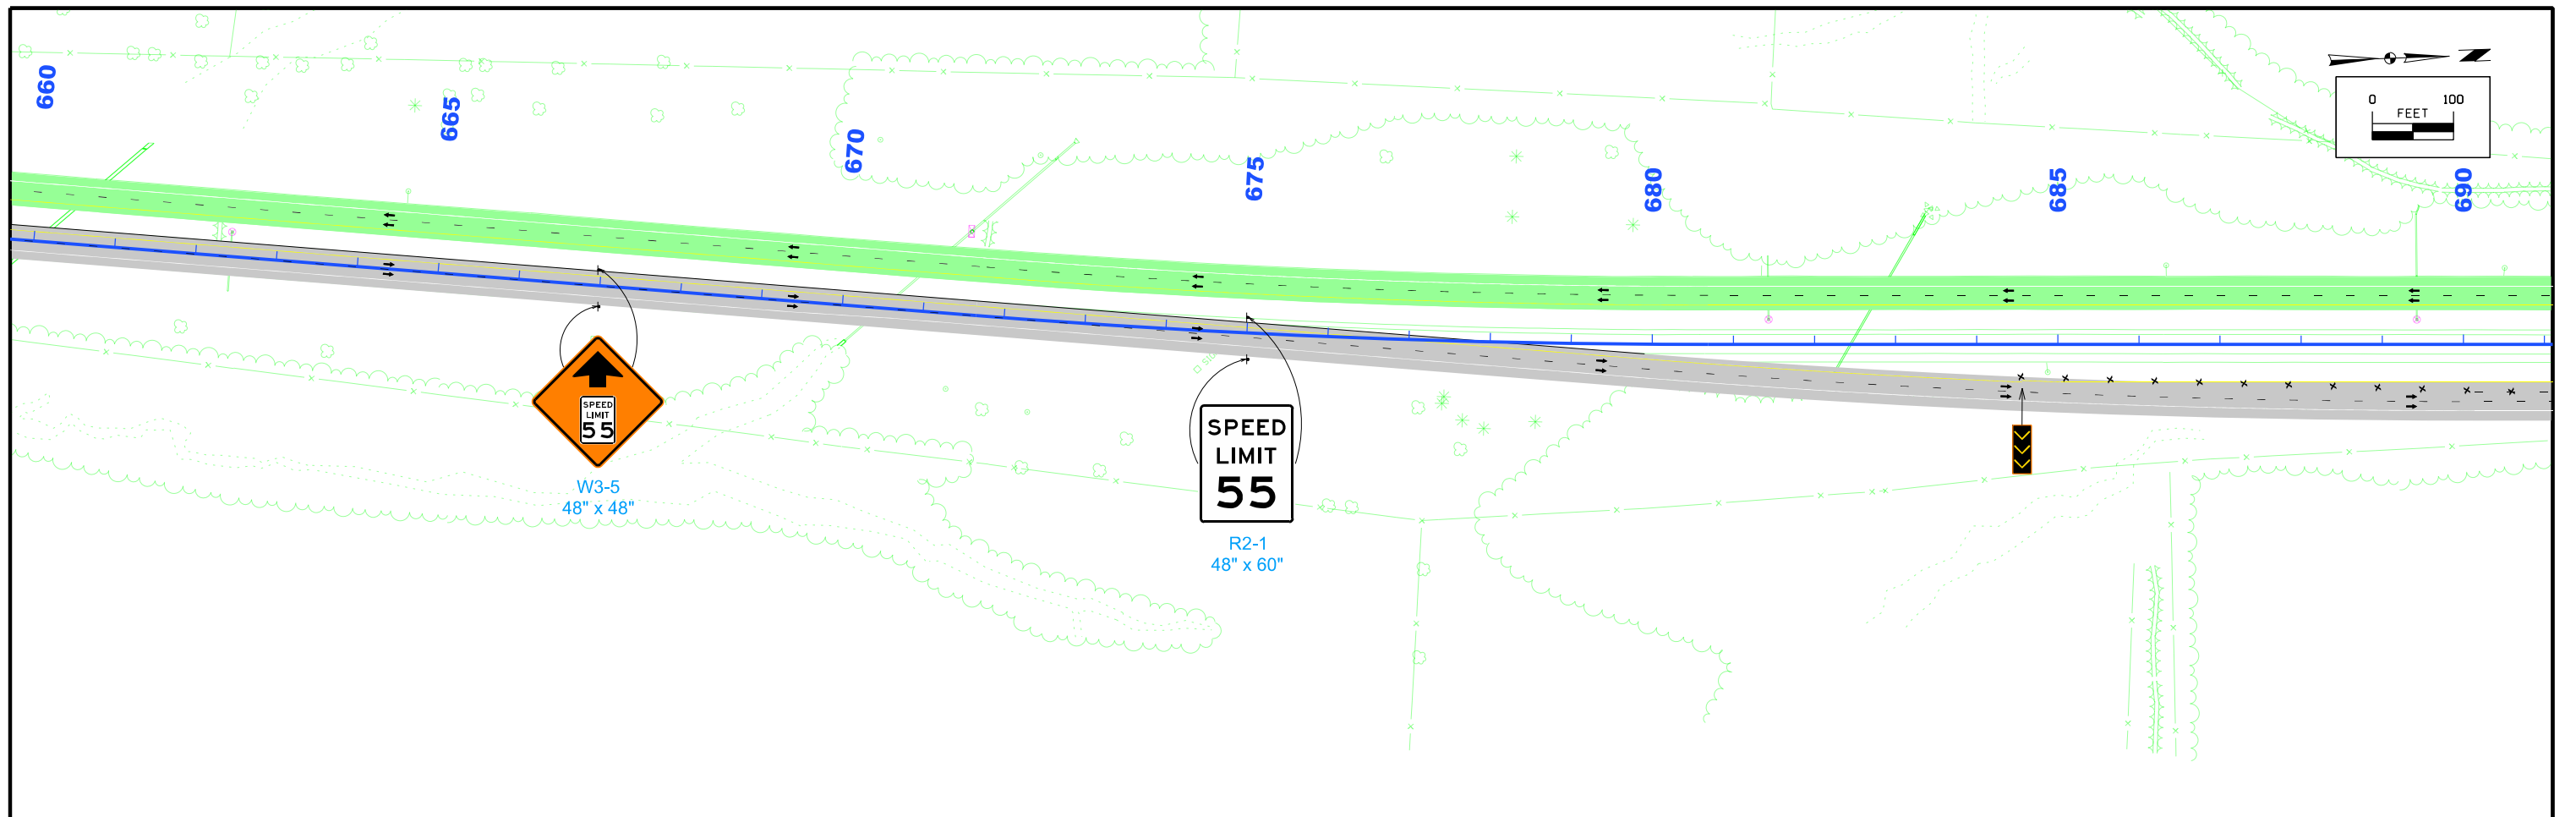 660
665
670
675
680
685
690
N
0 100
FEET
SPEED
LIMIT
55
W3-5
48" x 48"
SPEED
LIMIT
55
R2-1
48" x 60"